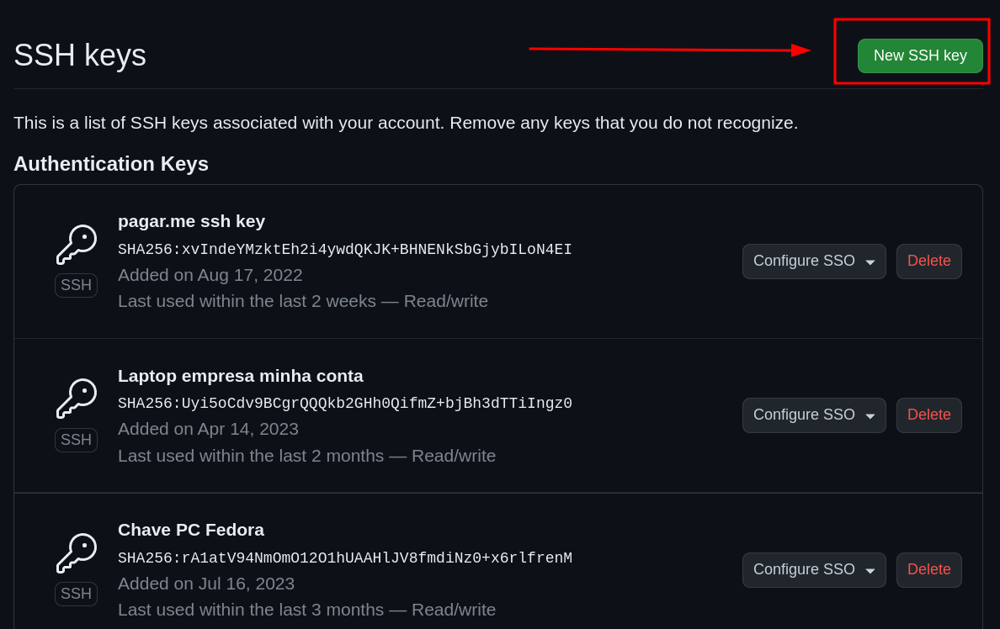 SSH keys
New SSH key
This is a list of SSH keys associated with your account. Remove any keys that you do not recognize.
Authentication Keys
pagar.me ssh key
SHA256:xvIndeYMzktEh2i4ywdQKJK+BHNENkSbGjybILoN4EI
Added on Aug 17, 2022
Last used within the last 2 weeks — Read/write
SSH
Configure SSO
Delete
Laptop empresa minha conta
SHA256:Uyi5oCdv9BCgrQQQkb2GHh0QifmZ+bjBh3dTTiIngz0
Added on Apr 14, 2023
Last used within the last 2 months — Read/write
SSH
Configure SSO
Delete
Chave PC Fedora
SHA256:rA1atV94NmOmO12O1hUAAHlJV8fmdiNz0+x6rlfrenM
Added on Jul 16, 2023
Last used within the last 3 months — Read/write
SSH
Configure SSO
Delete